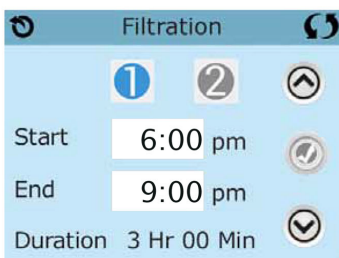 Filtration
1 2
Start 6:00 pm
End 9:00 pm
Duration 3 Hr 00 Min